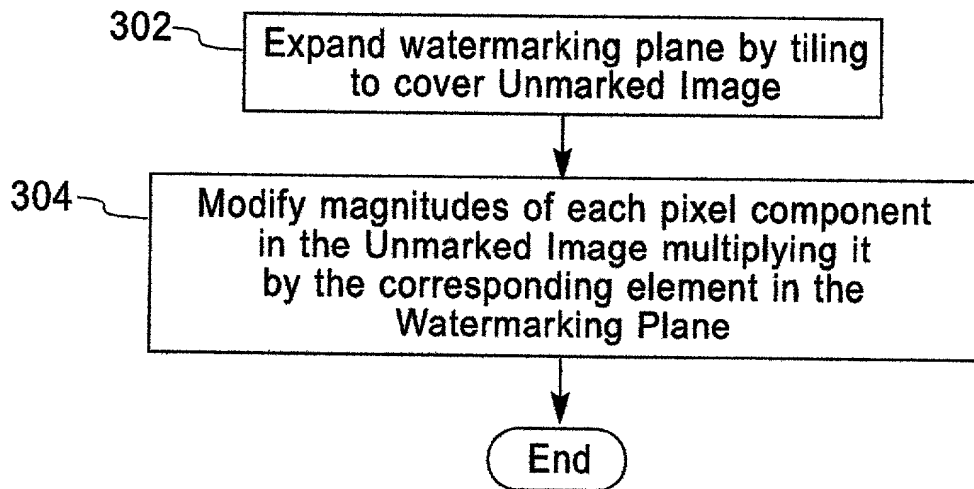 302
Expand watermarking plane by tiling
to cover Unmarked Image
304
Modify magnitudes of each pixel component
in the Unmarked Image multiplying it
by the corresponding element in the
Watermarking Plane
End